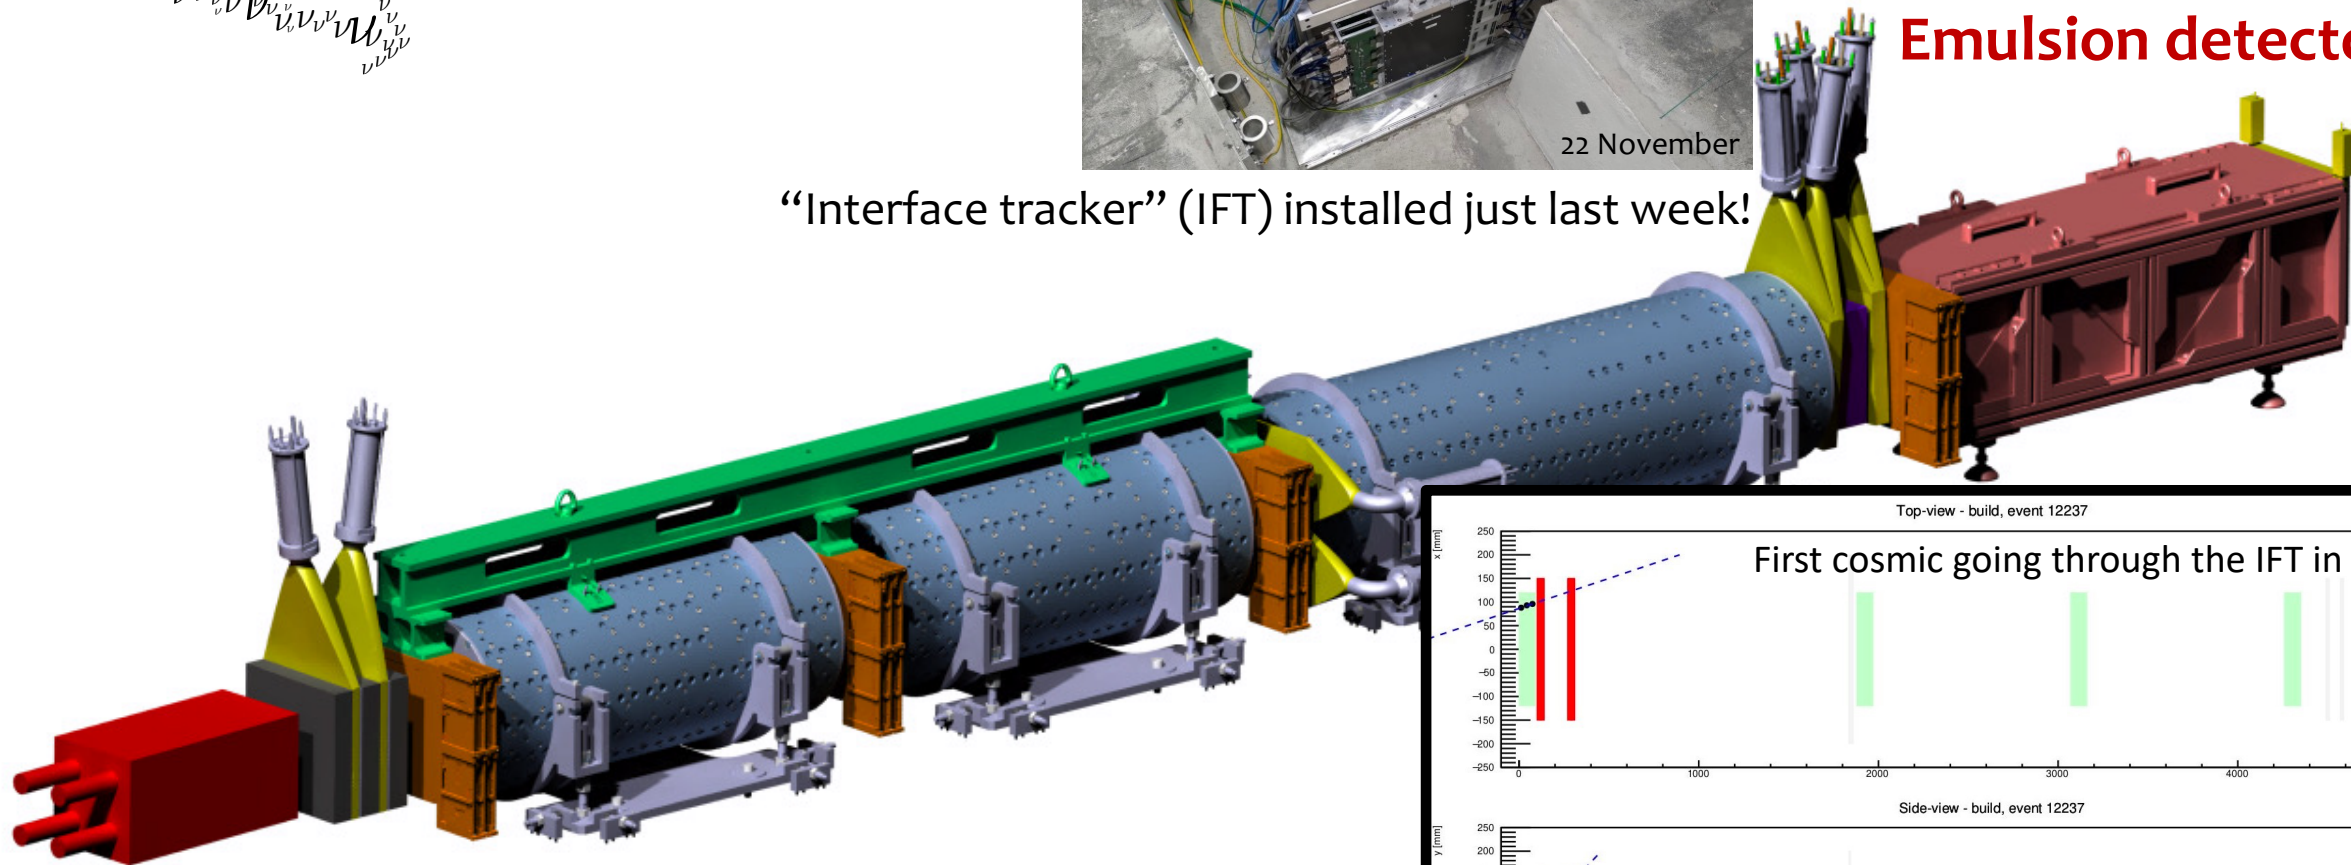 Emulsion detecto
22 November
“Interface tracker” (IFT) installed just last week!
Top-view - build, event 12237
First cosmic going through the IFT in
x [mm]
250
200
150
100
50
0
−50
−100
−150
−200
−250
0 1000 2000 3000 4000
Side-view - build, event 12237
y [mm]
250
200